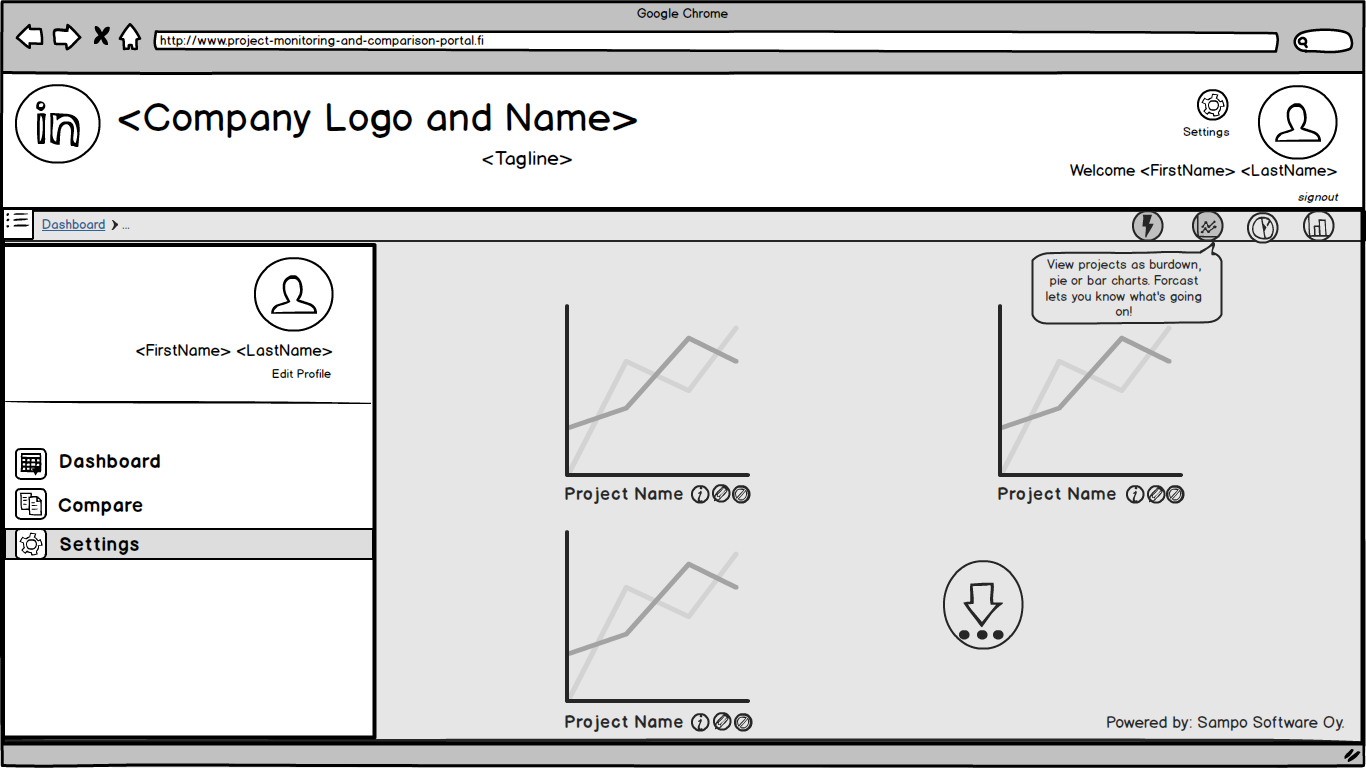 Google Chrome
http://www.project-monitoring-and-comparison-portal.fi
in
<Company Logo and Name>
<Tagline>
Settings
Welcome <FirstName> <LastName>
signout
Dashboard ...
View projects as burdown,
pie or bar charts. Forcast
lets you know what's going
on!
<FirstName> <LastName>
Edit Profile
Dashboard
Compare
Settings
Project Name i
Project Name i
Project Name i
Powered by: Sampo Software Oy.